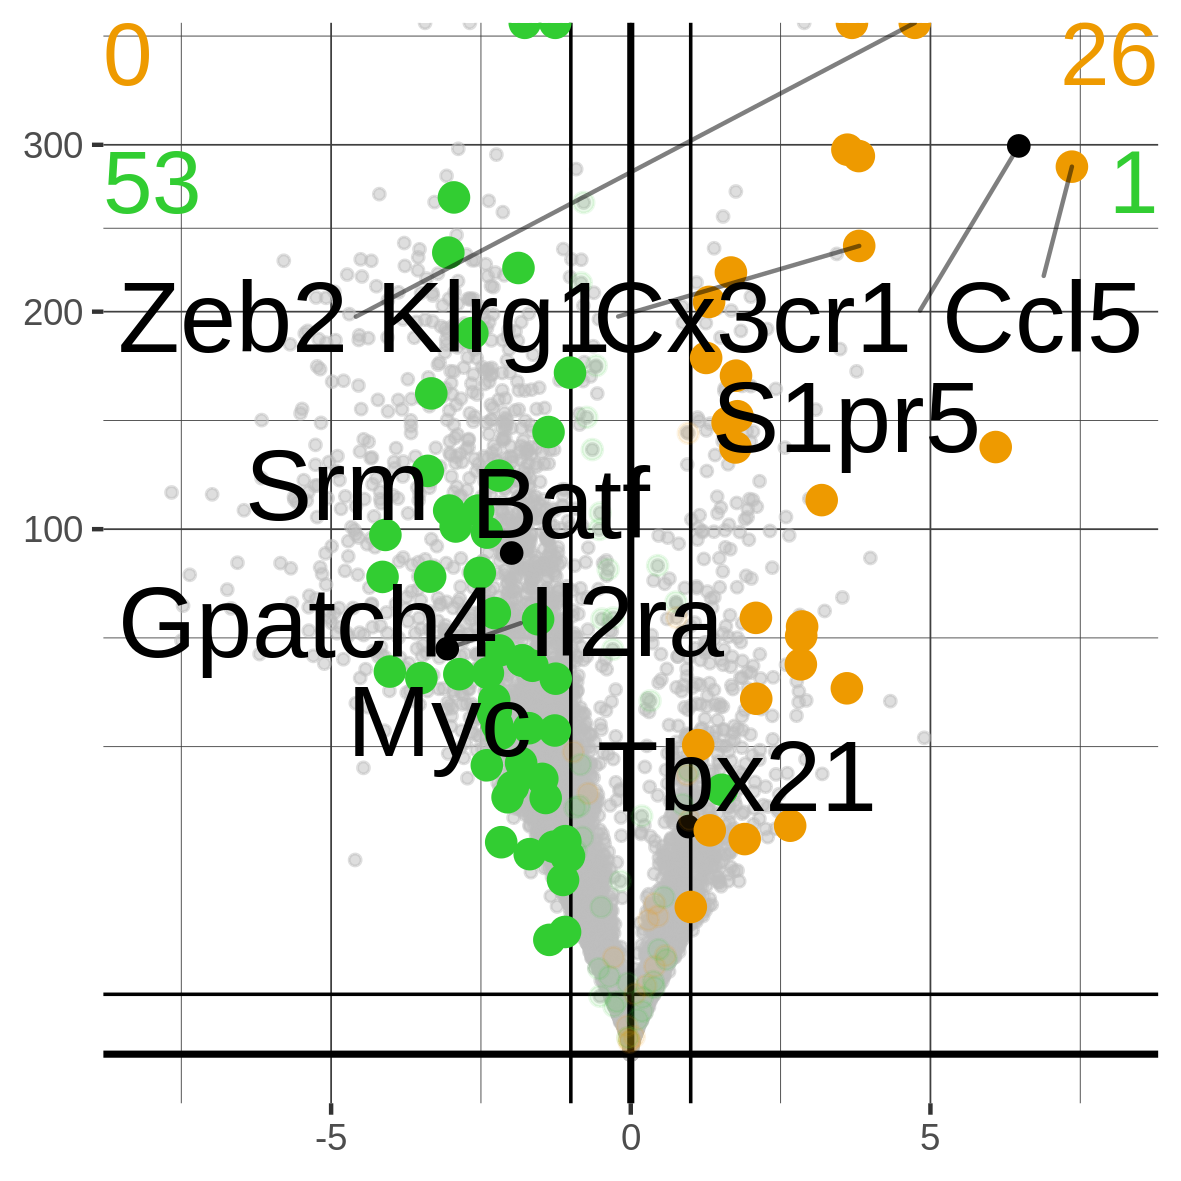 0 26
300
53 1
200
Zeb2 Klrg1 Cx3cr1 Ccl5
S1pr5
Srm Batf
100
Gpatch4 Il2ra
Myc
Tbx21
-5 0 5